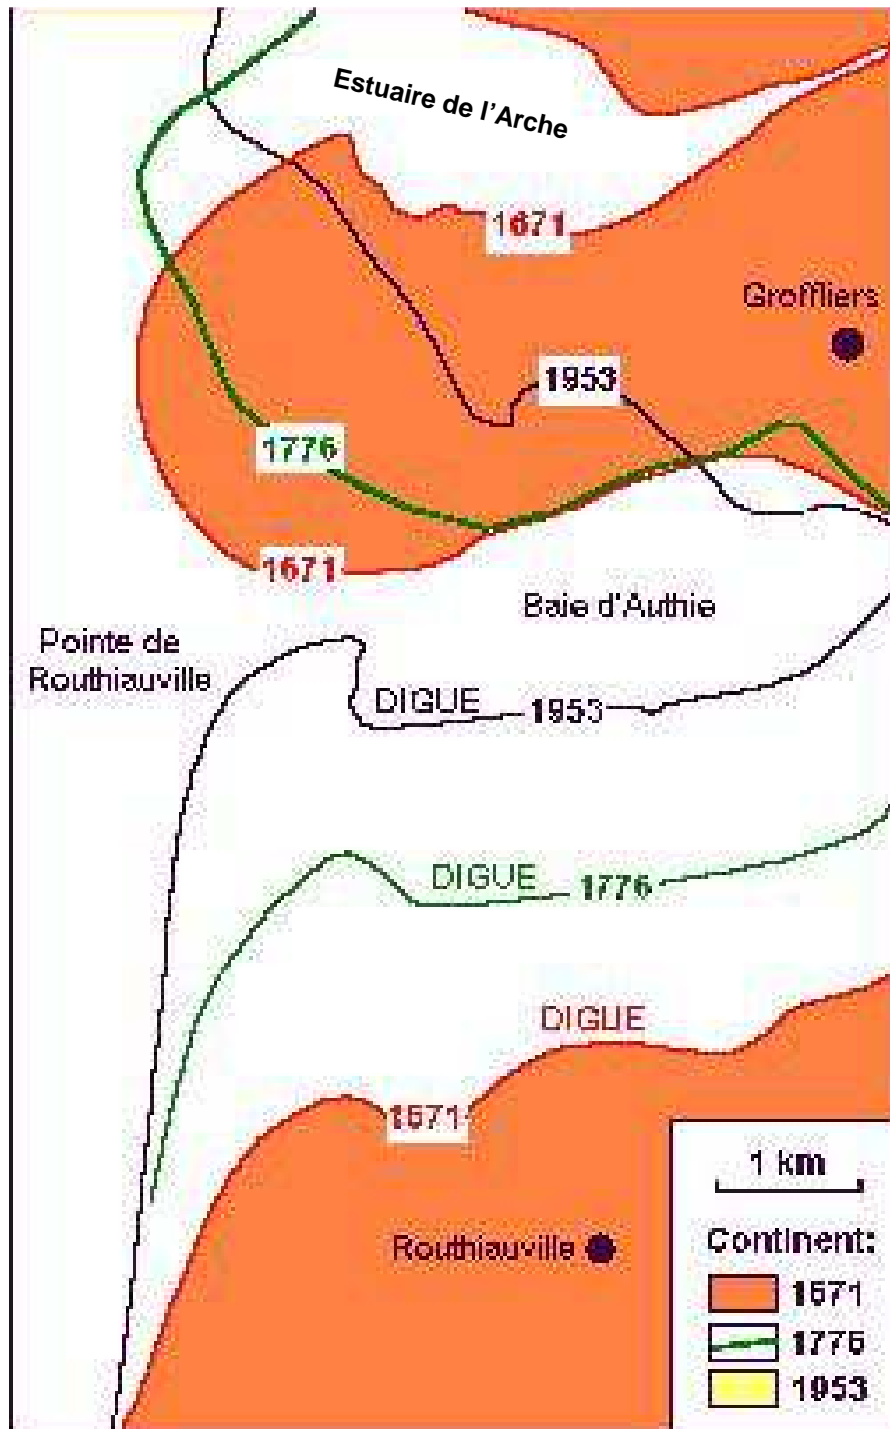 Estuaire de l’Arche
1671
Groffliers
1953
1776
1671
Baie d'Authie
Pointe de
Routhiauville
DIGUE 1953
DIGUE 1776
DIGUE
1671
1 km
Routhiauville
Continent:
1671
1776
1953